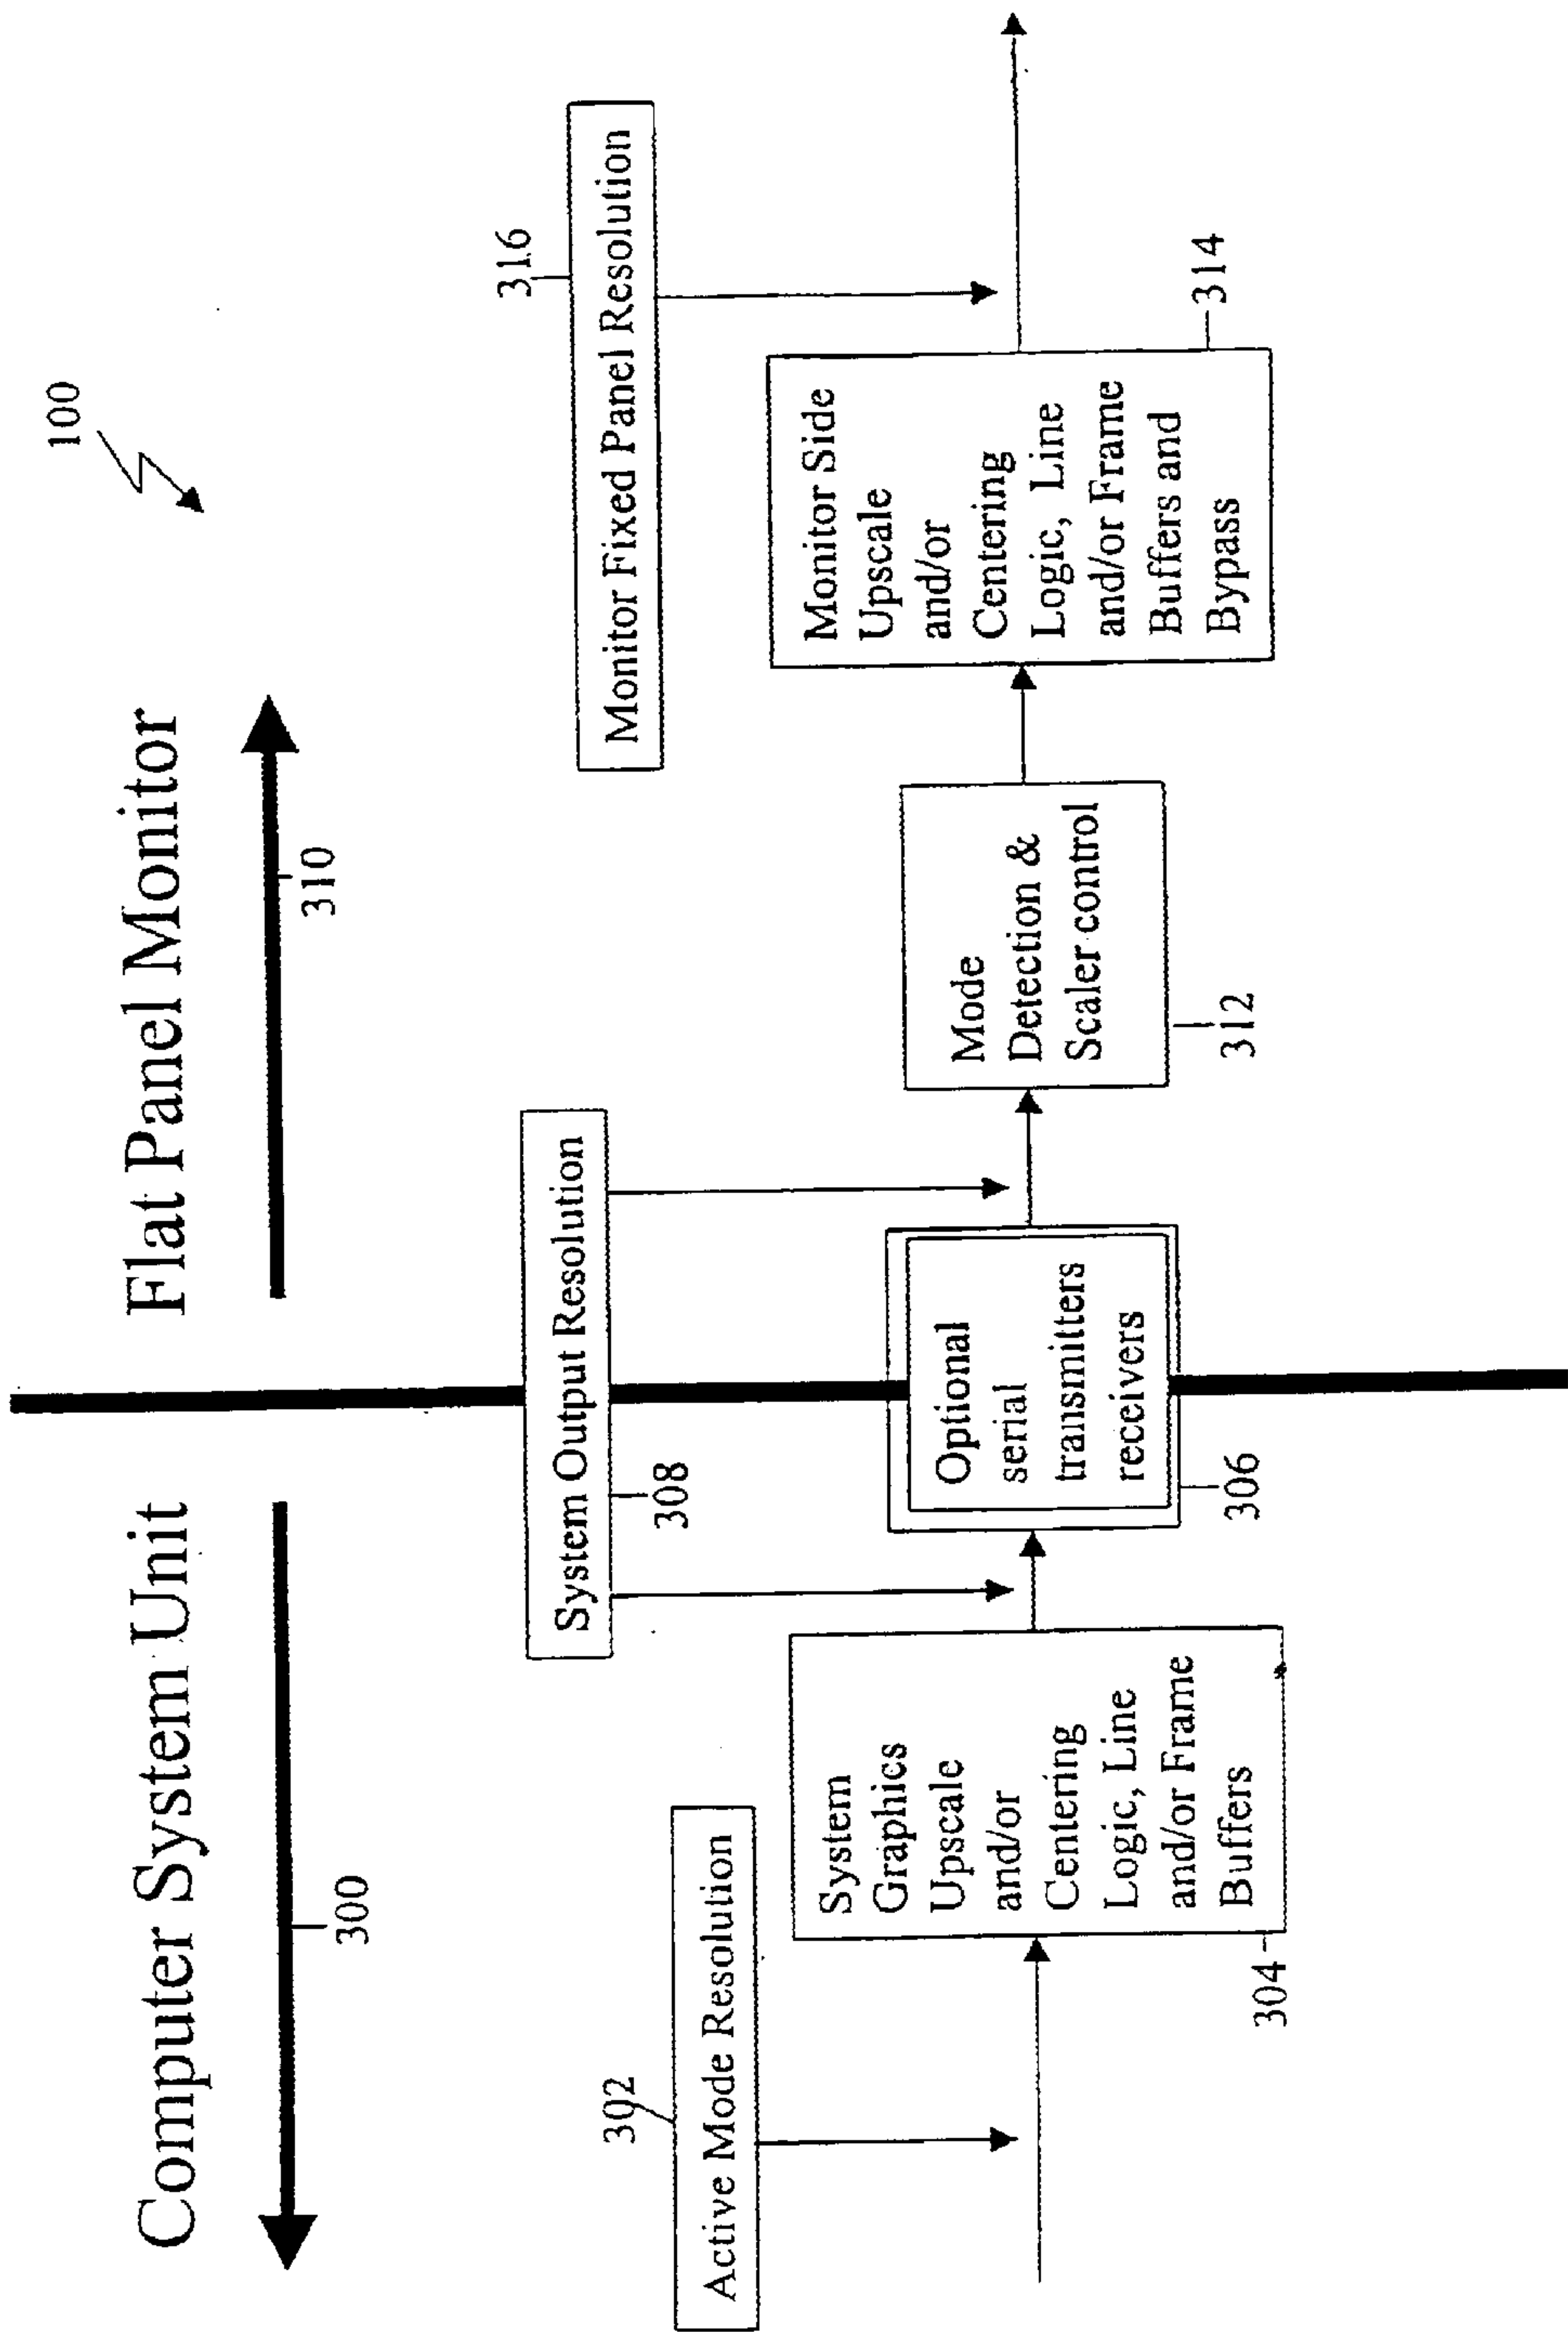 100
Computer System Unit
Flat Panel Monitor
300
310
316
Monitor Fixed Panel Resolution
System Output Resolution
308
302
Active Mode Resolution
System
Graphics
Upscale
and/or
Centering
Logic, Line
and/or Frame
Buffers
304
Optional
serial
transmitters
receivers
306
Mode
Detection &
Scaler control
312
Monitor Side
Upscale
and/or
Centering
Logic, Line
and/or Frame
Buffers and
Bypass
314